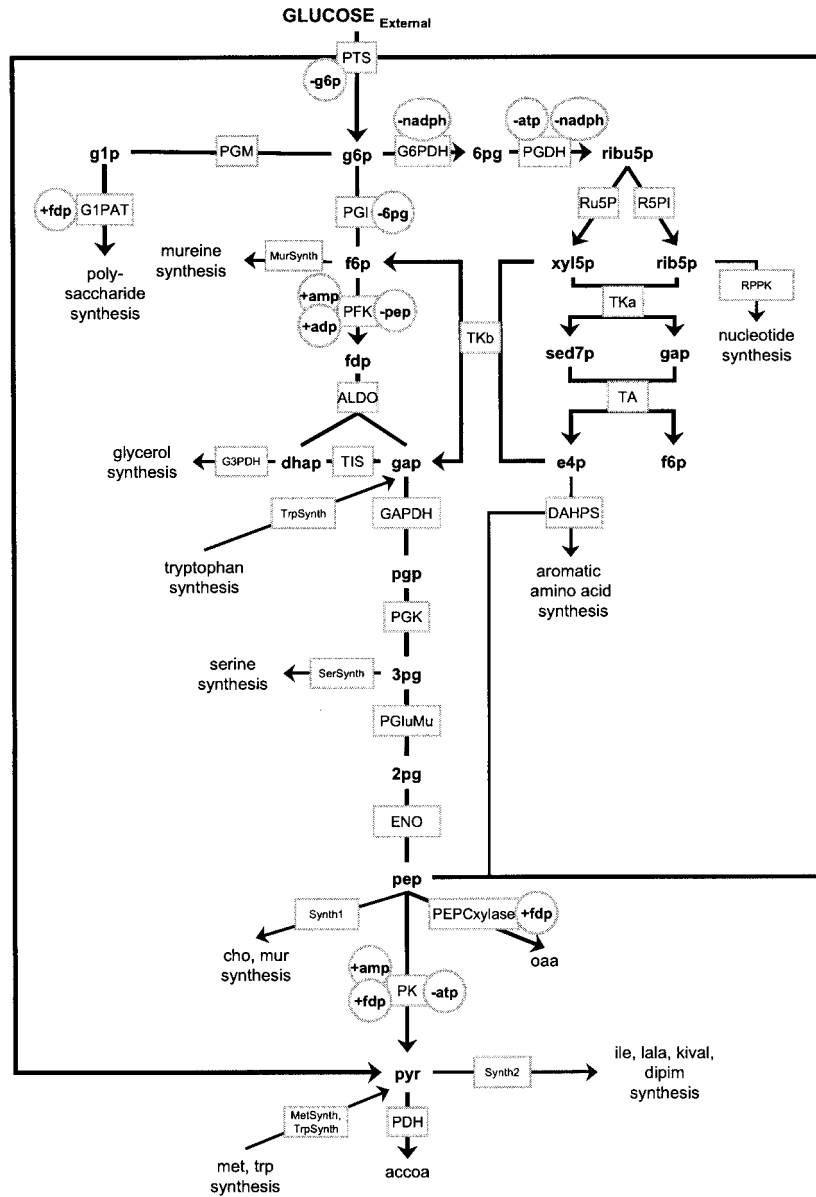 GLUCOSE External
PTS
-g6p
-nadph
-atp
-nadph
g1p
PGM
g6p
G6PDH
6pg
PGDH
ribu5p
+fdp
G1PAT
PGI
-6pg
Ru5P
R5PI
mureine
synthesis
MurSynth
f6p
xyl5p
rib5p
poly-
saccharide
synthesis
+amp
+adp
PFK
-pep
TKa
RPPK
TKb
nucleotide
synthesis
fdp
sed7p
gap
ALDO
TA
glycerol
synthesis
G3PDH
dhap
TIS
gap
e4p
f6p
TrpSynth
GAPDH
DAHPS
tryptophan
synthesis
pgp
aromatic
amino acid
synthesis
PGK
serine
synthesis
SerSynth
3pg
PGluMu
2pg
ENO
pep
Synth1
PEPCxylase
+fdp
cho, mur
synthesis
oaa
+amp
+fdp
PK
-atp
pyr
Synth2
ile, lala, kival,
dipim
synthesis
MetSynth,
TrpSynth
PDH
met, trp
synthesis
accoa